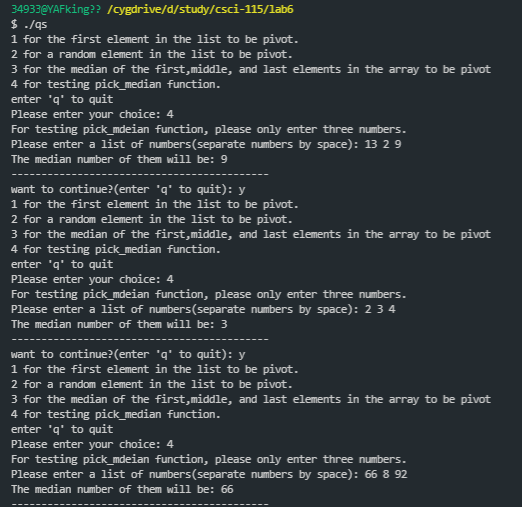 34933@YAFking?? /cygdrive/d/study/csci-115/lab6
$ ./qs
1 for the first element in the list to be pivot.
2 for a random element in the list to be pivot.
3 for the median of the first,middle, and last elements in the array to be pivot
4 for testing pick_median function.
enter 'q' to quit
Please enter your choice: 4
For testing pick_mdeian function, please only enter three numbers.
Please enter a list of numbers(separate numbers by space): 13 2 9
The median number of them will be: 9
-------------------------------------------
want to continue?(enter 'q' to quit): y
1 for the first element in the list to be pivot.
2 for a random element in the list to be pivot.
3 for the median of the first,middle, and last elements in the array to be pivot
4 for testing pick_median function.
enter 'q' to quit
Please enter your choice: 4
For testing pick_mdeian function, please only enter three numbers.
Please enter a list of numbers(separate numbers by space): 2 3 4
The median number of them will be: 3
-------------------------------------------
want to continue?(enter 'q' to quit): y
1 for the first element in the list to be pivot.
2 for a random element in the list to be pivot.
3 for the median of the first,middle, and last elements in the array to be pivot
4 for testing pick_median function.
enter 'q' to quit
Please enter your choice: 4
For testing pick_mdeian function, please only enter three numbers.
Please enter a list of numbers(separate numbers by space): 66 8 92
The median number of them will be: 66
-------------------------------------------